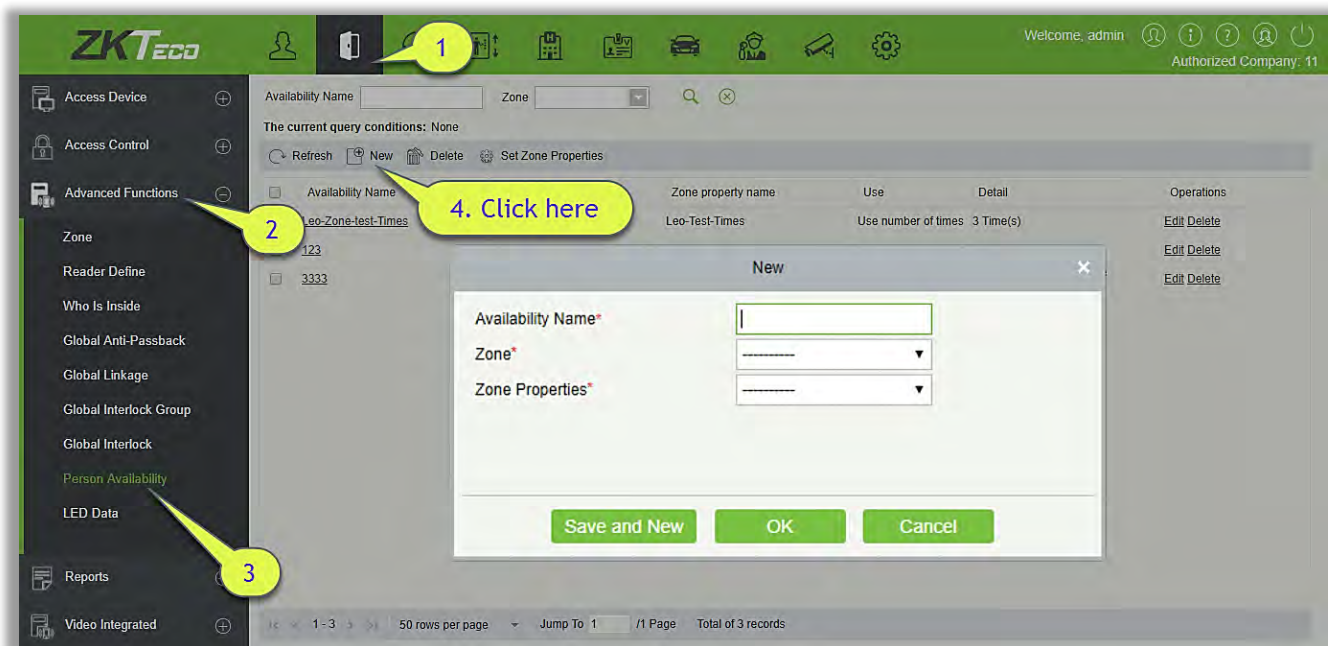 ZKTeco
1
Welcome, admin
Authorized Company: 11
Access Device
Access Control
Advanced Functions
2
Zone
Reader Define
Who Is Inside
Global Anti-Passback
Global Linkage
Global Interlock Group
Global Interlock
Person Availability
LED Data
3
Reports
Video Integrated
Availability Name Zone
The current query conditions: None
Refresh New Delete Set Zone Properties
4. Click here
Availability Name Zone property name Use Detail Operations
Leo-Zone-test-Times Leo-Test-Times Use number of times 3 Time(s) Edit Delete
123 Edit Delete
3333 Edit Delete
New
Availability Name*
Zone* ----------
Zone Properties* ----------
Save and New OK Cancel
1 - 3 50 rows per page Jump To 1 /1 Page Total of 3 records